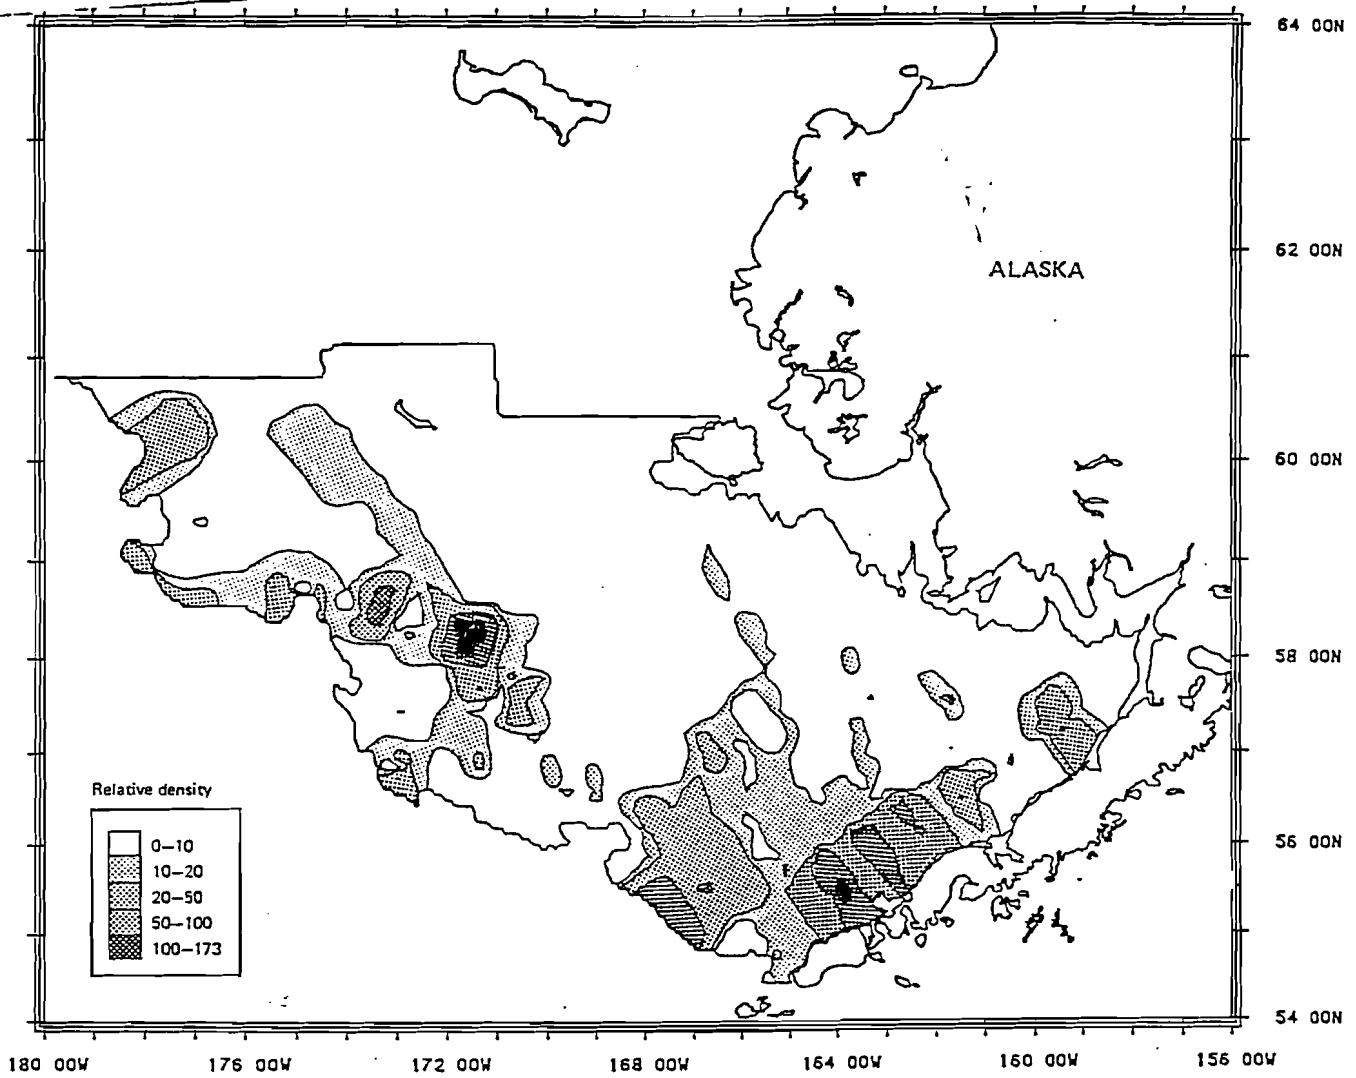 64 00N
62 00N
ALASKA
60 00N
58 00N
56 00N
54 00N
Relative density
0–10
10–20
20–50
50–100
100–173
180 00W
176 00W
172 00W
168 00W
164 00W
160 00W
156 00W